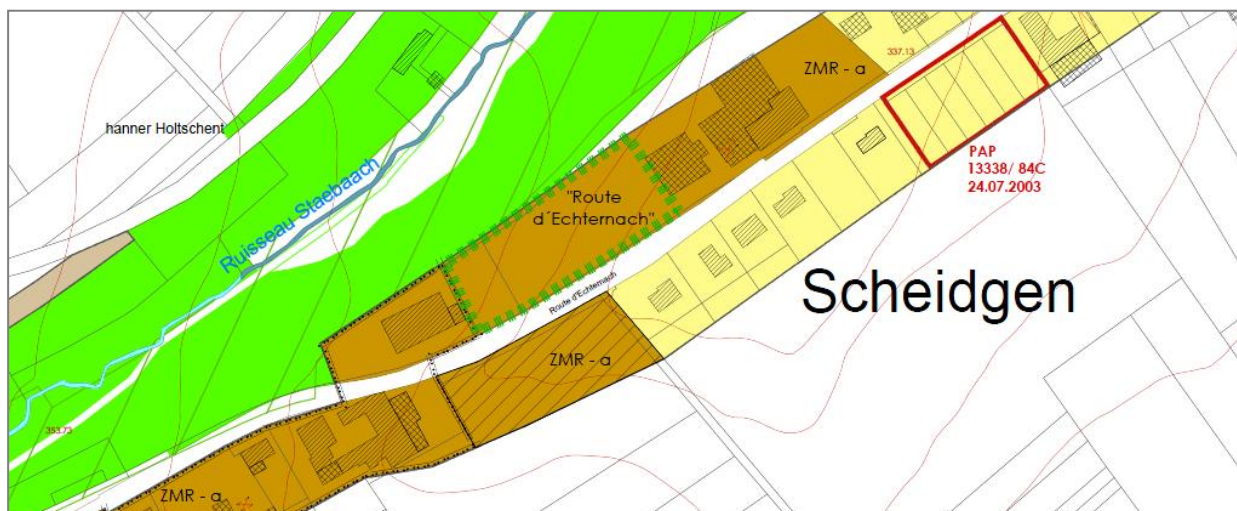 ZMR - a
337.13
hanner Holtschent
PAP
13338/ 84C
24.07.2003
Ruisseau Staebaach
"Route
d´Echternach"
Route d'Echternach
Scheidgen
ZMR - a
353.73
ZMR - a